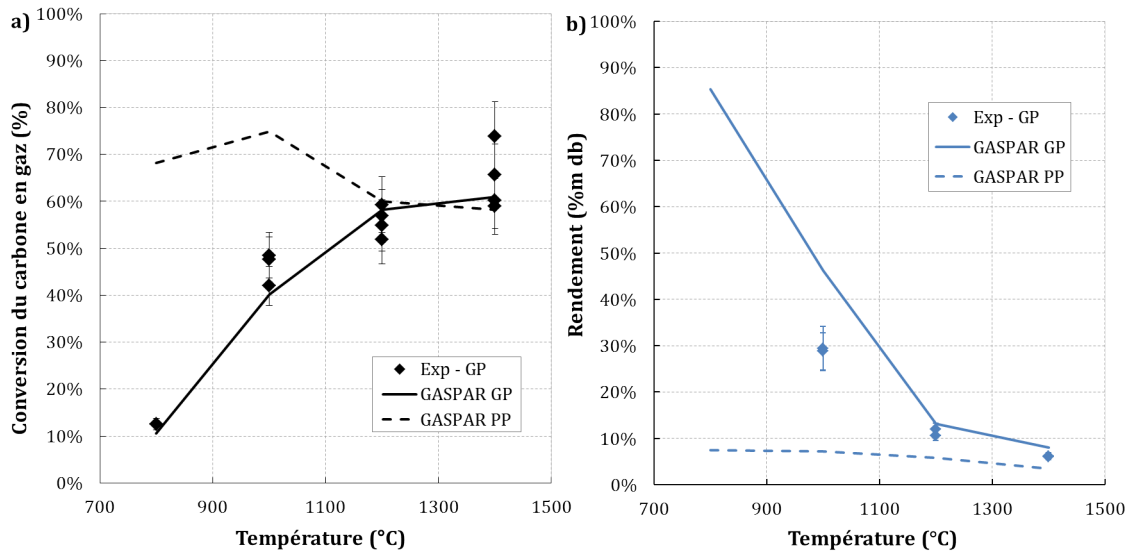 a)
Conversion du carbone en gaz (%)
100%
90%
80%
70%
60%
50%
40%
30%
20%
10%
0%
700
900
1100
1300
1500
Température (°C)
Exp - GP
GASPAR GP
GASPAR PP
b)
Rendement (%m db)
100%
90%
80%
70%
60%
50%
40%
30%
20%
10%
0%
700
900
1100
1300
1500
Température (°C)
Exp - GP
GASPAR GP
GASPAR PP